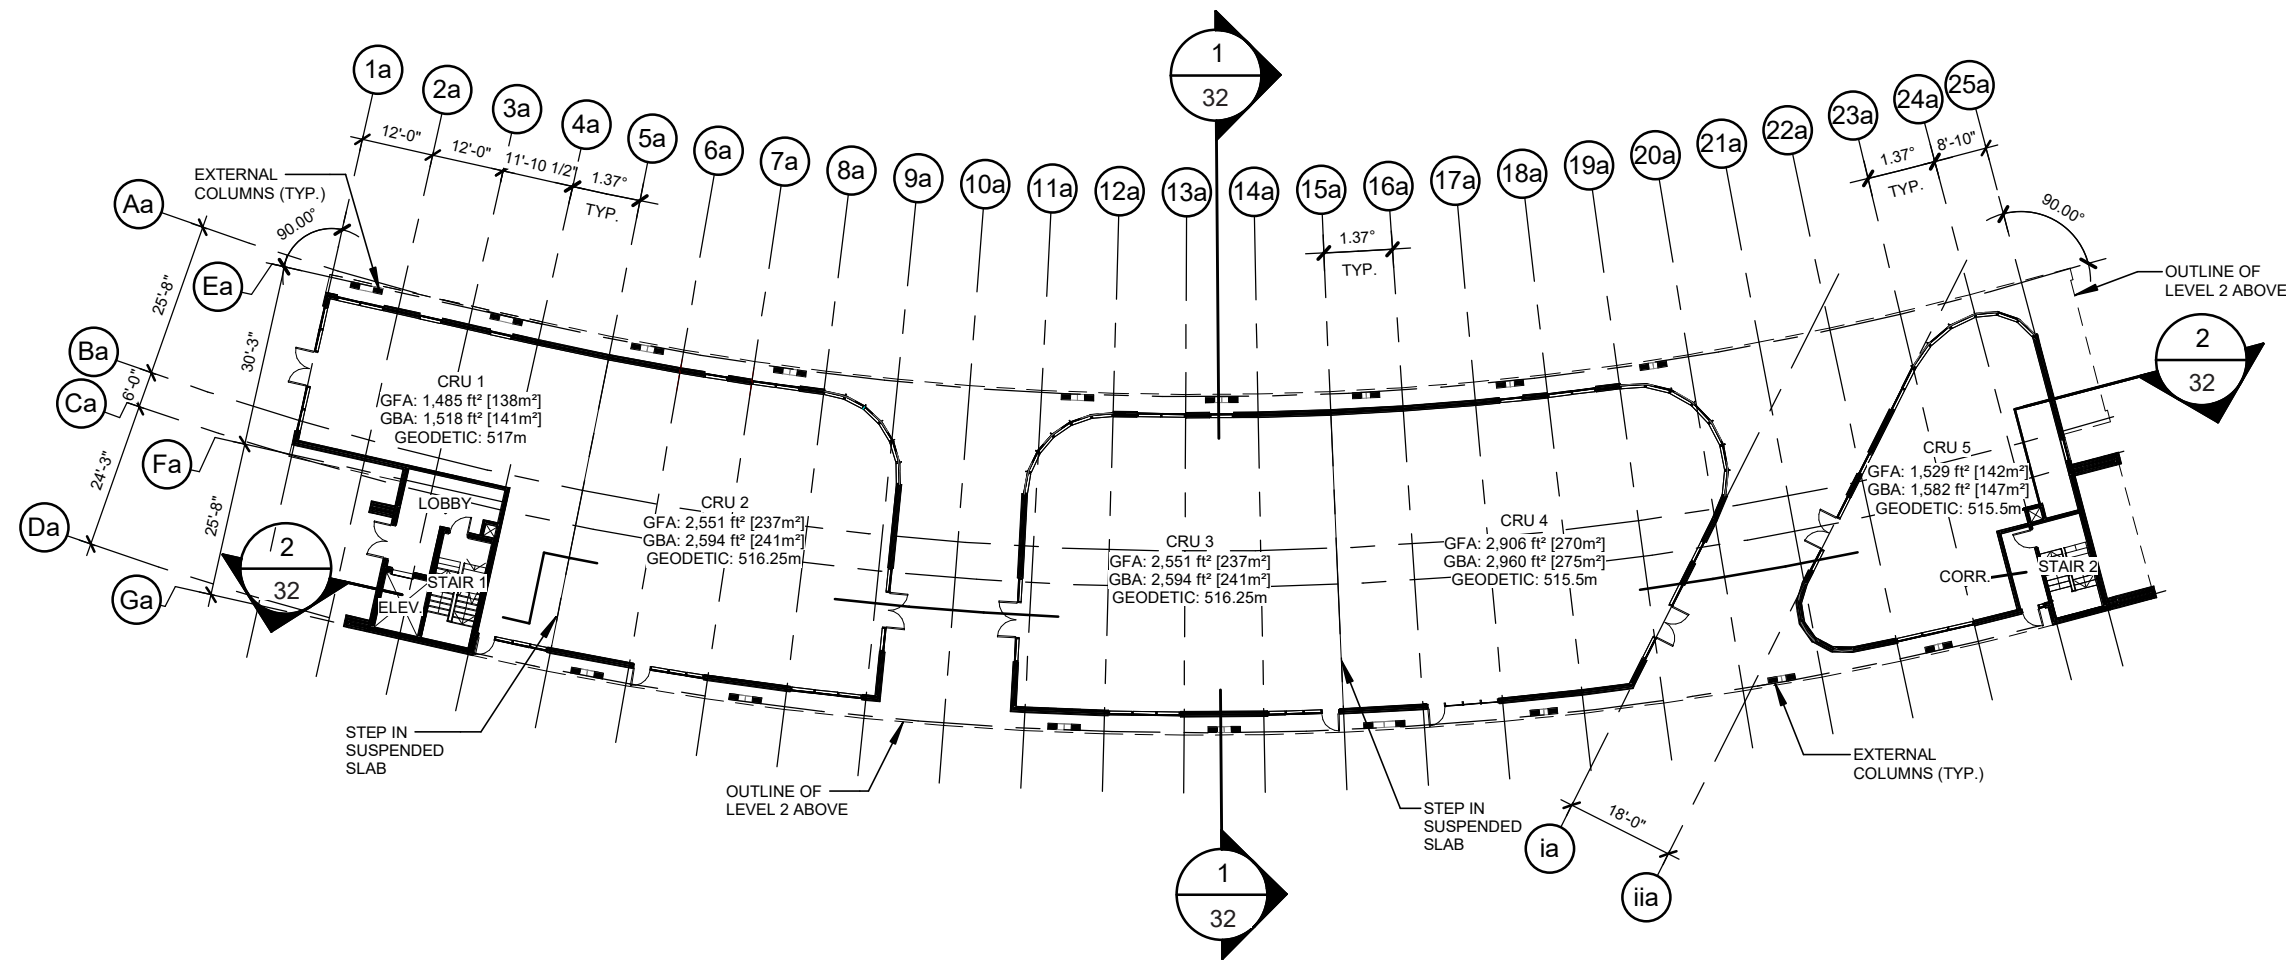 1
32
1a
2a
3a
4a
5a
6a
7a
8a
9a
10a
11a
12a
13a
14a
15a
16a
17a
18a
19a
20a
21a
22a
23a
24a
25a
12'-0"
12'-0"
11'-10 1/2"
1.37°
TYP.
1.37°
TYP.
1.37°
TYP.
8'-10"
90.00°
90.00°
EXTERNAL
COLUMNS (TYP.)
Aa
Ea
Ba
Ca
Fa
Da
Ga
25'-8"
6'-0"
24'-3"
30'-3"
25'-8"
OUTLINE OF
LEVEL 2 ABOVE
2
32
CRU 1
GFA: 1,485 ft² [138m²]
GBA: 1,518 ft² [141m²]
GEODETIC: 517m
CRU 2
GFA: 2,551 ft² [237m²]
GBA: 2,594 ft² [241m²]
GEODETIC: 516.25m
CRU 3
GFA: 2,551 ft² [237m²]
GBA: 2,594 ft² [241m²]
GEODETIC: 516.25m
CRU 4
GFA: 2,906 ft² [270m²]
GBA: 2,960 ft² [275m²]
GEODETIC: 515.5m
CRU 5
GFA: 1,529 ft² [142m²]
GBA: 1,582 ft² [147m²]
GEODETIC: 515.5m
LOBBY
STAIR 1
ELEV.
2
32
CORR.
STAIR 2
STEP IN
SUSPENDED
SLAB
OUTLINE OF
LEVEL 2 ABOVE
STEP IN
SUSPENDED
SLAB
EXTERNAL
COLUMNS (TYP.)
18'-0"
ia
iia
1
32